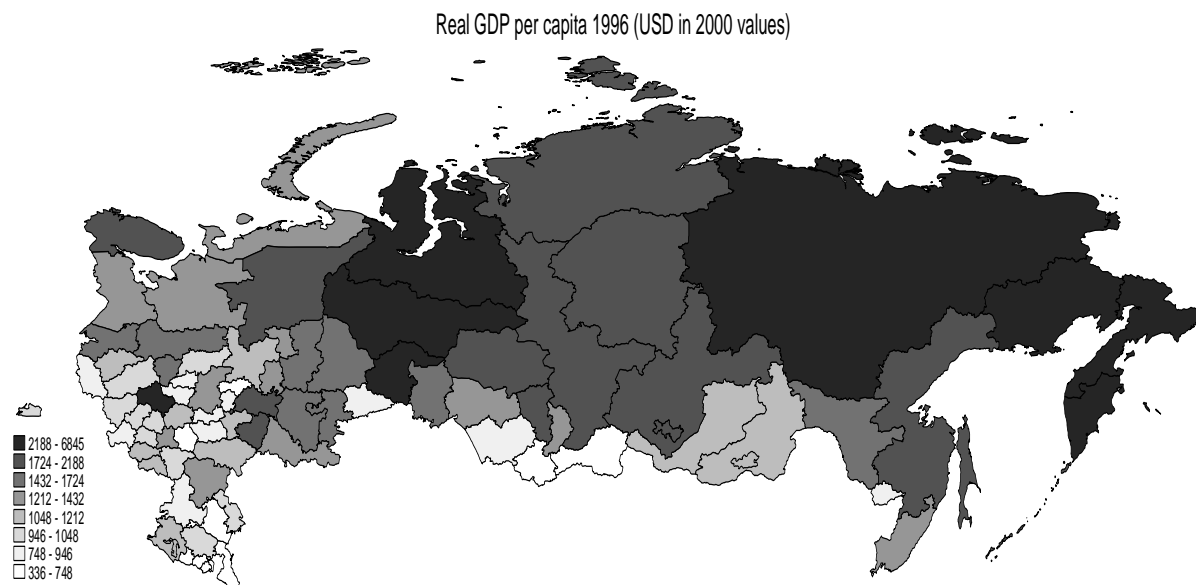 Real GDP per capita 1996 (USD in 2000 values)
2188 - 6845
1724 - 2188
1432 - 1724
1212 - 1432
1048 - 1212
946 - 1048
748 - 946
336 - 748